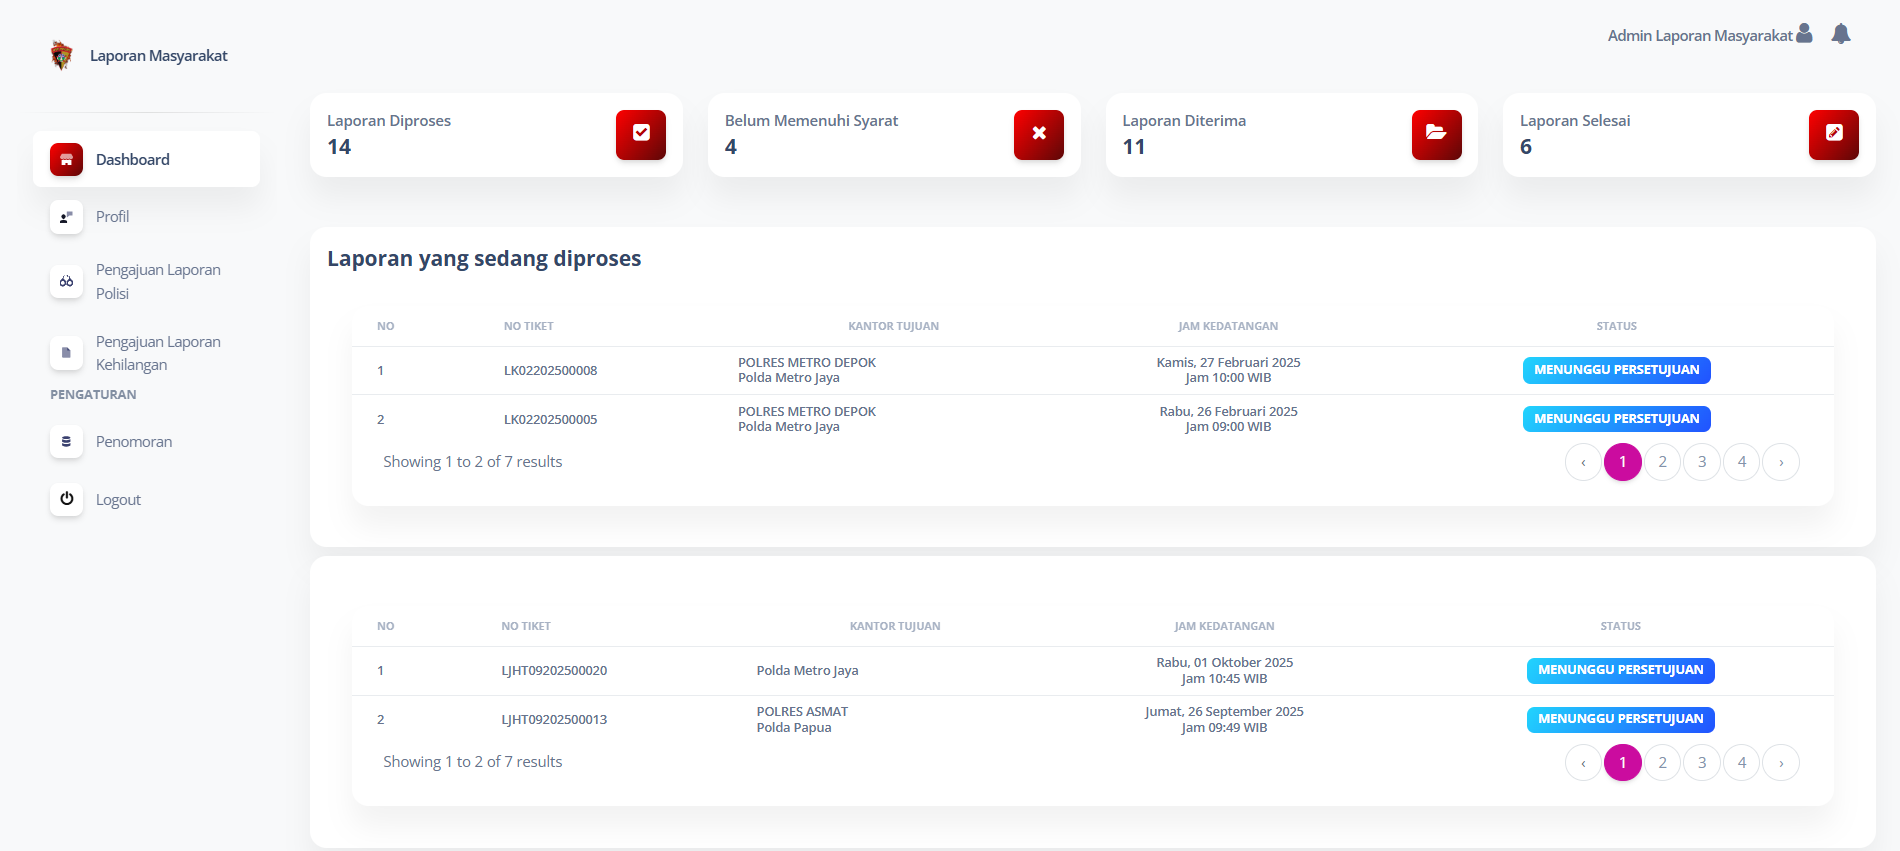 Laporan Masyarakat
Admin Laporan Masyarakat
Dashboard
Profil
Pengajuan Laporan
Polisi
Pengajuan Laporan
Kehilangan
PENGATURAN
Penomoran
Logout
Laporan Diproses
14
Belum Memenuhi Syarat
4
Laporan Diterima
11
Laporan Selesai
6
Laporan yang sedang diproses
NO NO TIKET KANTOR TUJUAN JAM KEDATANGAN STATUS
1 LK02202500008 POLRES METRO DEPOK Kamis, 27 Februari 2025 MENUNGGU PERSETUJUAN
Polda Metro Jaya Jam 10:00 WIB
2 LK02202500005 POLRES METRO DEPOK Rabu, 26 Februari 2025 MENUNGGU PERSETUJUAN
Polda Metro Jaya Jam 09:00 WIB
Showing 1 to 2 of 7 results ‹ 1 2 3 4 ›
NO NO TIKET KANTOR TUJUAN JAM KEDATANGAN STATUS
1 LJHT09202500020 Polda Metro Jaya Rabu, 01 Oktober 2025 MENUNGGU PERSETUJUAN
Jam 10:45 WIB
2 LJHT09202500013 POLRES ASMAT Jumat, 26 September 2025 MENUNGGU PERSETUJUAN
Polda Papua Jam 09:49 WIB
Showing 1 to 2 of 7 results ‹ 1 2 3 4 ›